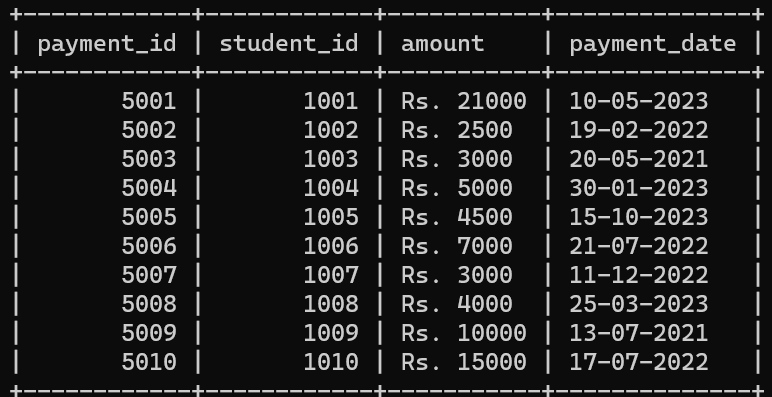 +------------+------------+-----------+--------------+
| payment_id | student_id | amount    | payment_date |
+------------+------------+-----------+--------------+
|       5001 |       1001 | Rs. 21000 | 10-05-2023   |
|       5002 |       1002 | Rs. 2500  | 19-02-2022   |
|       5003 |       1003 | Rs. 3000  | 20-05-2021   |
|       5004 |       1004 | Rs. 5000  | 30-01-2023   |
|       5005 |       1005 | Rs. 4500  | 15-10-2023   |
|       5006 |       1006 | Rs. 7000  | 21-07-2022   |
|       5007 |       1007 | Rs. 3000  | 11-12-2022   |
|       5008 |       1008 | Rs. 4000  | 25-03-2023   |
|       5009 |       1009 | Rs. 10000 | 13-07-2021   |
|       5010 |       1010 | Rs. 15000 | 17-07-2022   |
+------------+------------+-----------+--------------+